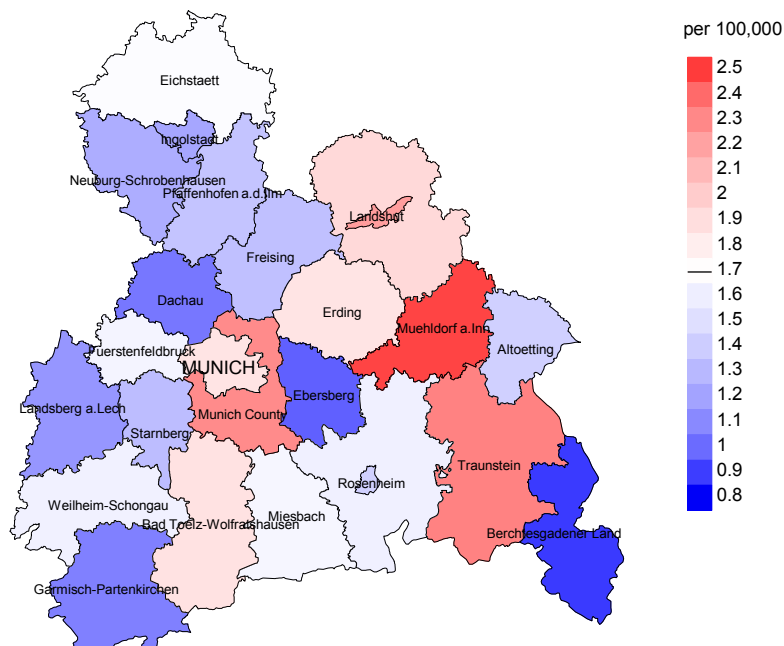 per 100,000
2.5
2.4
2.3
2.2
2.1
2
1.9
1.8
1.7
1.6
1.5
1.4
1.3
1.2
1.1
1
0.9
0.8
Eichstaett
Ingolstadt
Neuburg-Schrobenhausen
Pfaffenhofen a.d.Ilm
Landshut
Freising
Dachau
Erding
Muehldorf a.Inn
Altoetting
Fuerstenfeldbruck
MUNICH
Ebersberg
Landsberg a.Lech
Munich County
Starnberg
Traunstein
Rosenheim
Weilheim-Schongau
Miesbach
Bad Toelz-Wolfratshausen
Berchtesgadener Land
Garmisch-Partenkirchen